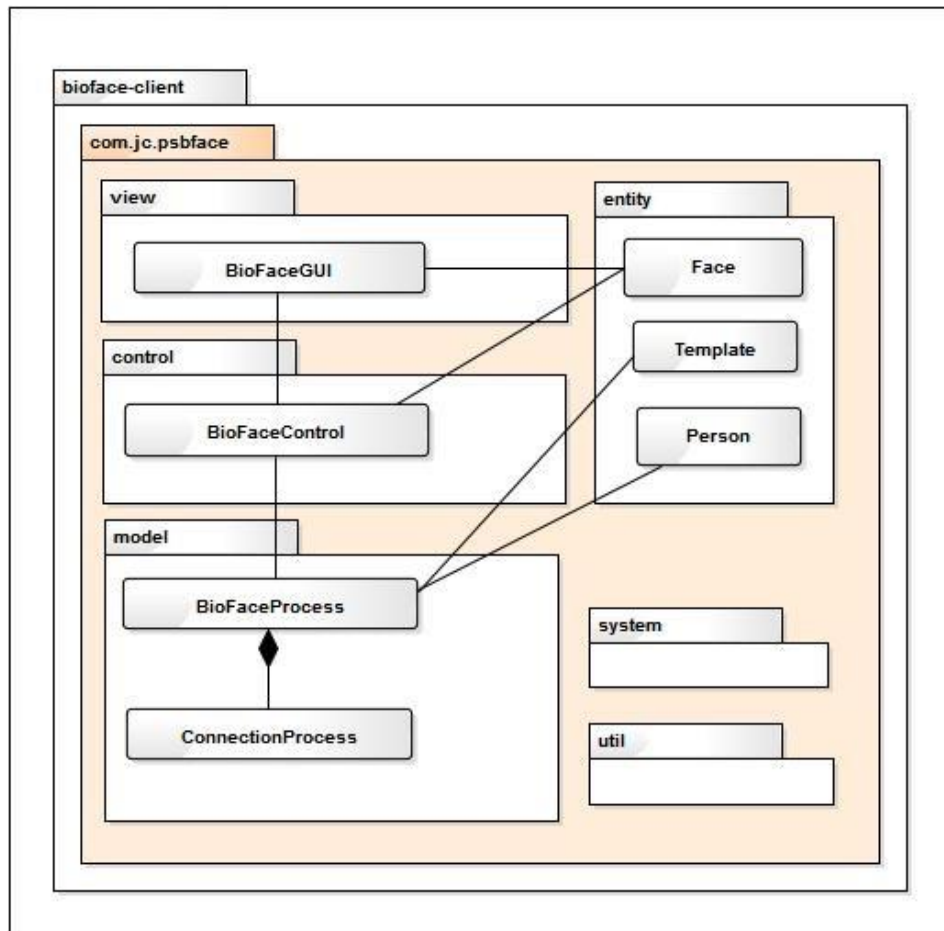 bioface-client
com.jc.psbface
view
BioFaceGUI
control
BioFaceControl
model
BioFaceProcess
ConnectionProcess
entity
Face
Template
Person
system
util